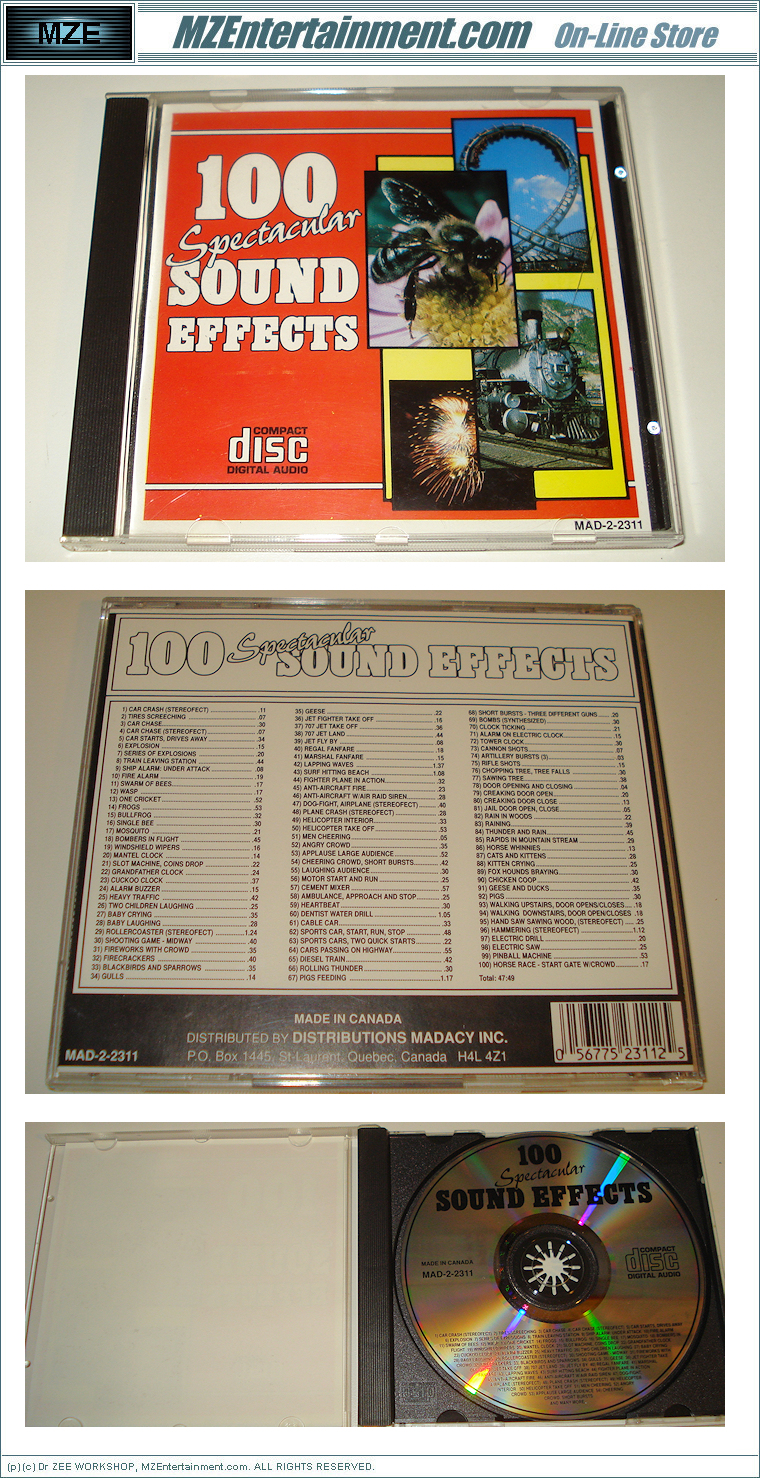 MZE
MZEntertainment.com On-Line Store
100
Spectacular
SOUND
EFFECTS
COMPACT
disc
DIGITAL AUDIO
MAD-2-2311
100 Spectacular SOUND EFFECTS
1) CAR CRASH (STEREOFECT) .11
2) TIRES SCREECHING .07
3) CAR CHASE .30
4) CAR CHASE (STEREOFECT) .07
5) CAR STARTS, DRIVES AWAY .34
6) EXPLOSION .15
7) SERIES OF EXPLOSIONS .20
8) TRAIN LEAVING STATION .44
9) SHIP ALARM: UNDER ATTACK .08
10) FIRE ALARM .19
11) SWARM OF BEES .17
12) WASP .17
13) ONE CRICKET .52
14) FROGS .53
15) BULLFROG .32
16) SINGLE BEE .30
17) MOSQUITO .21
18) BOMBERS IN FLIGHT .45
19) WINDSHIELD WIPERS .16
20) MANTEL CLOCK .14
21) SLOT MACHINE, COINS DROP .22
22) GRANDFATHER CLOCK .24
23) CUCKOO CLOCK .37
24) ALARM BUZZER .15
25) HEAVY TRAFFIC .42
26) TWO CHILDREN LAUGHING .25
27) BABY CRYING .35
28) BABY LAUGHING .28
29) ROLLERCOASTER (STEREOFECT) 1.24
30) SHOOTING GAME - MIDWAY .40
31) FIREWORKS WITH CROWD .35
32) FIRECRACKERS .40
33) BLACKBIRDS AND SPARROWS .35
34) GULLS .14
35) GEESE .22
36) JET FIGHTER TAKE OFF .16
37) 707 JET TAKE OFF .36
38) 707 JET LAND .44
39) JET FLY BY .08
40) REGAL FANFARE .18
41) MARSHAL FANFARE .15
42) LAPPING WAVES 1.37
43) SURF HITTING BEACH 1.08
44) FIGHTER PLANE IN ACTION .32
45) ANTI-AIRCRAFT FIRE .23
46) ANTI-AIRCRAFT W/AIR RAID SIREN .28
47) DOG-FIGHT, AIRPLANE (STEREOFECT) .40
48) PLANE CRASH (STEREOFECT) .28
49) HELICOPTER INTERIOR .33
50) HELICOPTER TAKE OFF .53
51) MEN CHEERING .05
52) ANGRY CROWD .35
53) APPLAUSE LARGE AUDIENCE .52
54) CHEERING CROWD, SHORT BURSTS .42
55) LAUGHING AUDIENCE .30
56) MOTOR START AND RUN .25
57) CEMENT MIXER .57
58) AMBULANCE, APPROACH AND STOP .25
59) HEARTBEAT .30
60) DENTIST WATER DRILL 1.05
61) CABLE CAR .33
62) SPORTS CAR, START, RUN, STOP .48
63) SPORTS CARS, TWO QUICK STARTS .22
64) CARS PASSING ON HIGHWAY .55
65) DIESEL TRAIN .42
66) ROLLING THUNDER .30
67) PIGS FEEDING 1.17
68) SHORT BURSTS - THREE DIFFERENT GUNS .20
69) BOMBS (SYNTHESIZED) .30
70) CLOCK TICKING .21
71) ALARM ON ELECTRIC CLOCK .15
72) TOWER CLOCK .36
73) CANNON SHOTS .07
74) ARTILLERY BURSTS (3) .03
75) RIFLE SHOTS .15
76) CHOPPING TREE, TREE FALLS .30
77) SAWING TREE .38
78) DOOR OPENING AND CLOSING .04
79) CREAKING DOOR OPEN .20
80) CREAKING DOOR CLOSE .13
81) JAIL DOOR OPEN, CLOSE .05
82) RAIN IN WOODS .22
83) RAINING .39
84) THUNDER AND RAIN .45
85) RAPIDS IN MOUNTAIN STREAM .29
86) HORSE WHINNIES .13
87) CATS AND KITTENS .28
88) KITTEN CRYING .25
89) FOX HOUNDS BRAYING .30
90) CHICKEN COOP .42
91) GEESE AND DUCKS .35
92) PIGS .30
93) WALKING UPSTAIRS, DOOR OPEN/CLOSES .18
94) WALKING DOWNSTAIRS, DOOR OPEN/CLOSES .18
95) HAND SAW SAWING WOOD, (STEREOFECT) .25
96) HAMMERING (STEREOFECT) 1.12
97) ELECTRIC DRILL .20
98) ELECTRIC SAW .25
99) PINBALL MACHINE .53
100) HORSE RACE - START GATE W/CROWD .17
Total: 47:49
MADE IN CANADA
DISTRIBUTED BY DISTRIBUTIONS MADACY INC.
P.O. Box 1445, St-Laurent, Quebec, Canada H4L 4Z1
MAD-2-2311
0 56775 23112 5
100
Spectacular
SOUND EFFECTS
MADE IN CANADA
MAD-2-2311
COMPACT
disc
DIGITAL AUDIO
AND MANY MORE
(p)(c) Dr ZEE WORKSHOP, MZEntertainment.com. ALL RIGHTS RESERVED.